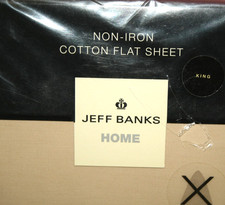 NON-IRON
COTTON FLAT SHEET
KING
JEFF BANKS
HOME